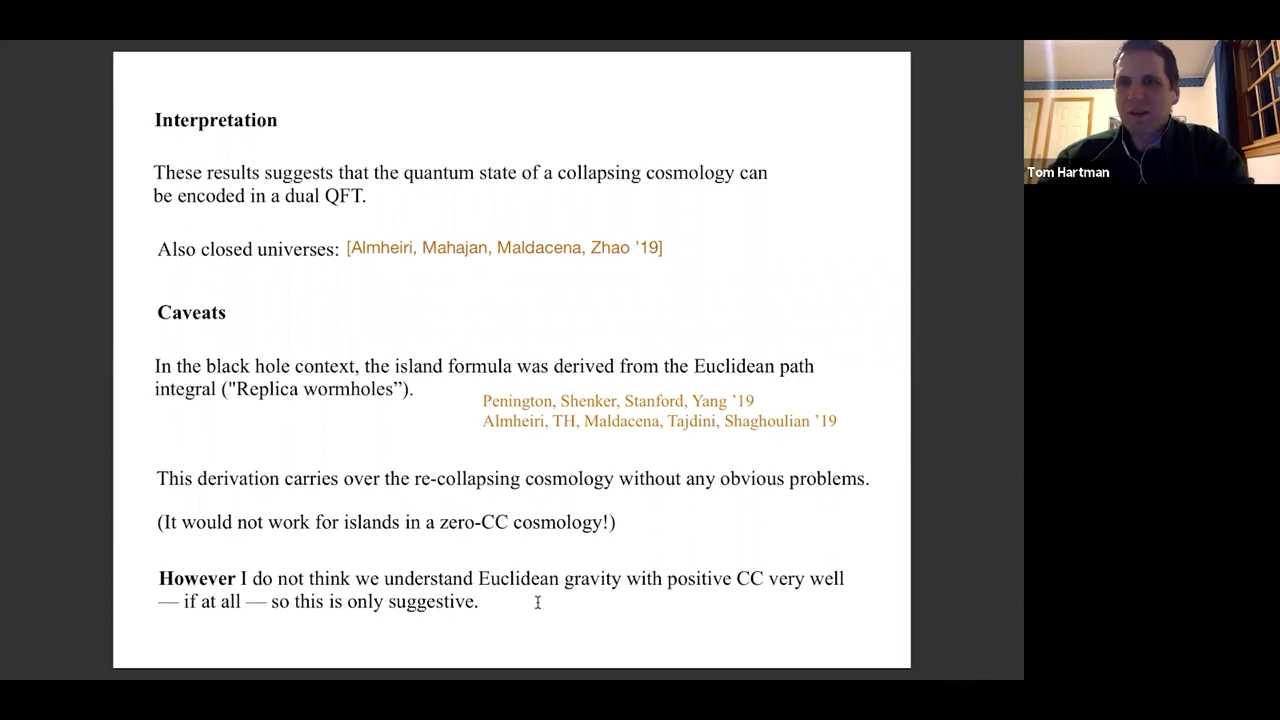 Interpretation
These results suggests that the quantum state of a collapsing cosmology can
be encoded in a dual QFT.
Also closed universes: [Almheiri, Mahajan, Maldacena, Zhao ’19]
Caveats
In the black hole context, the island formula was derived from the Euclidean path
integral ("Replica wormholes”).
Penington, Shenker, Stanford, Yang ’19
Almheiri, TH, Maldacena, Tajdini, Shaghoulian ’19
This derivation carries over the re-collapsing cosmology without any obvious problems.
(It would not work for islands in a zero-CC cosmology!)
However I do not think we understand Euclidean gravity with positive CC very well
— if at all — so this is only suggestive.
Tom Hartman